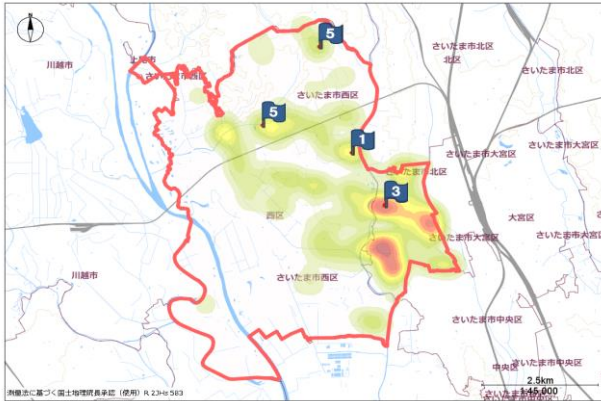 N
5
さいたま市北区
北区
さいたま市北区
川越市
上尾市
さいたま市西区
さいたま市西区
5
1
さいたま市大宮区
さいたま市北区
3
西区
大宮区
さいたま市大宮区
さいたま市大宮区
川越市
さいたま市西区
さいたま市中央区
さいたま市中央区
中央区
さいたま市中央区
2.5km
1:45,000
測量法に基づく国土地理院長承認（使用）R 2JHs 583